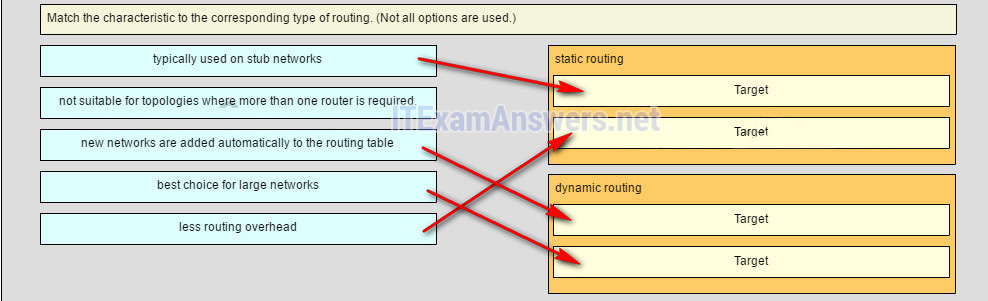 Match the characteristic to the corresponding type of routing. (Not all options are used.)
typically used on stub networks
not suitable for topologies where more than one router is required.
new networks are added automatically to the routing table
best choice for large networks
less routing overhead
static routing
Target
Target
dynamic routing
Target
Target
ITExamAnswers.net